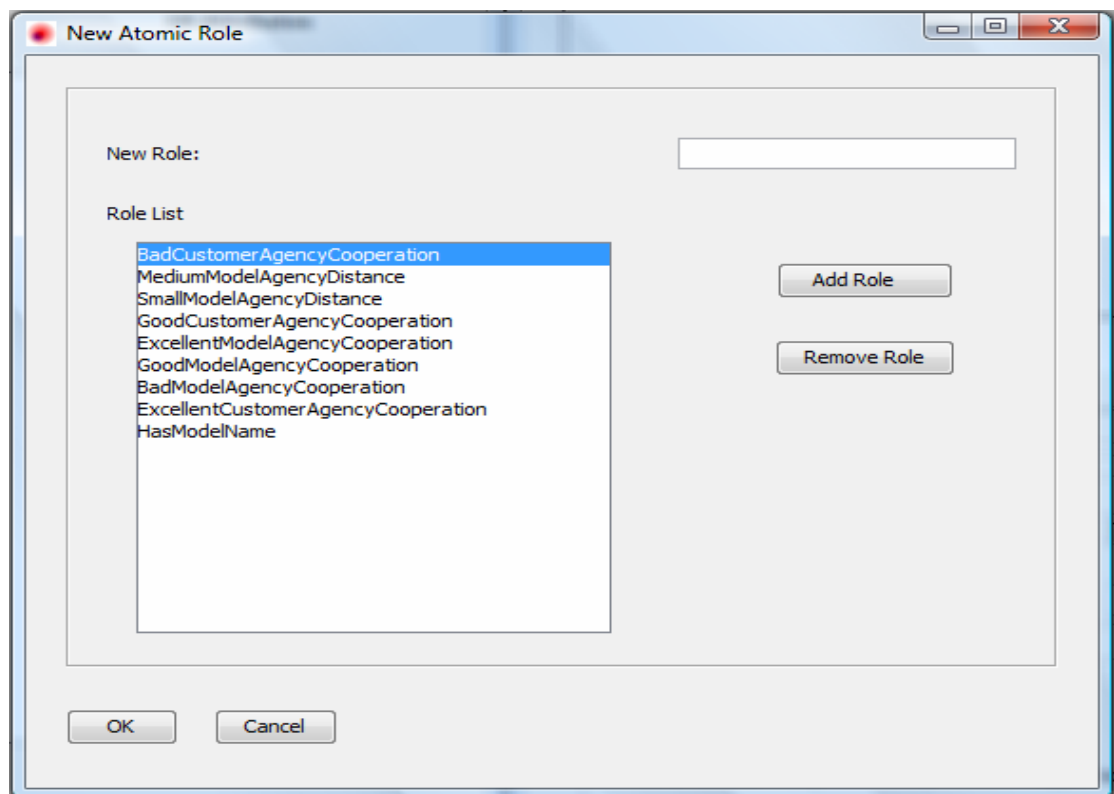 New Atomic Role
New Role:
Role List
BadCustomerAgencyCooperation
MediumModelAgencyDistance
SmallModelAgencyDistance
GoodCustomerAgencyCooperation
ExcellentModelAgencyCooperation
GoodModelAgencyCooperation
BadModelAgencyCooperation
ExcellentCustomerAgencyCooperation
HasModelName
Add Role
Remove Role
OK
Cancel